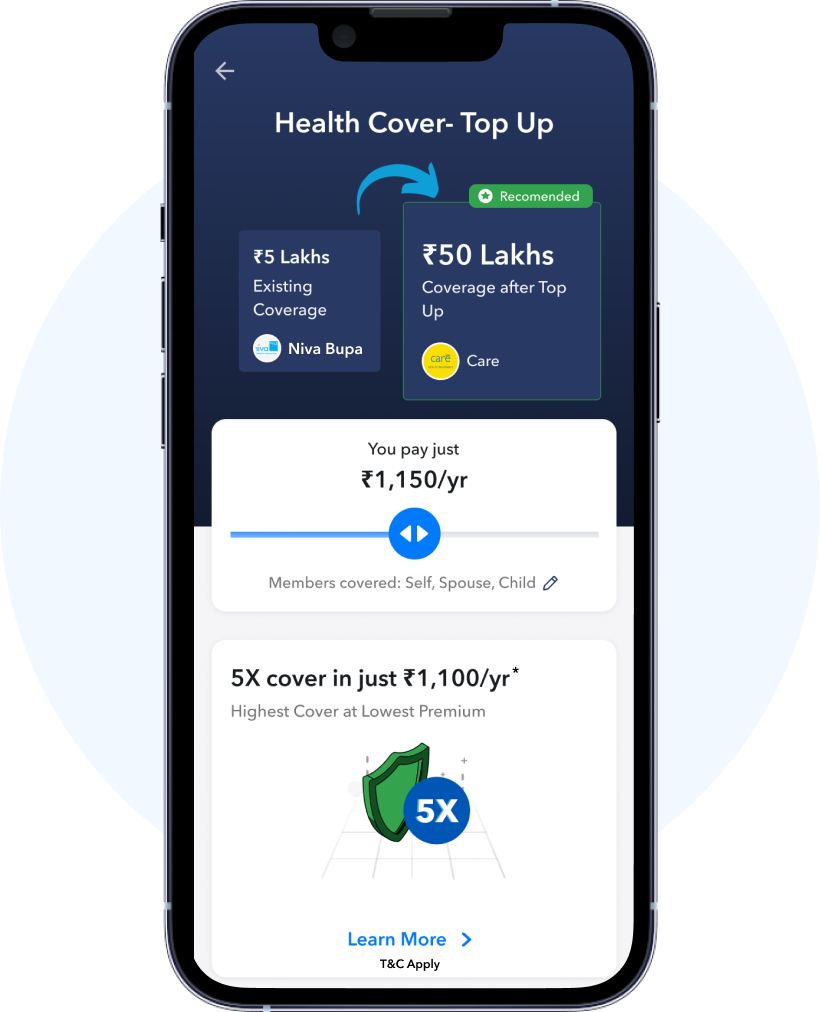 Health Cover- Top Up
Recomended
₹5 Lakhs
Existing
Coverage
Niva Bupa
₹50 Lakhs
Coverage after Top
Up
care
Care
You pay just
₹1,150/yr
Members covered: Self, Spouse, Child
5X cover in just ₹1,100/yr*
Highest Cover at Lowest Premium
5X
Learn More
T&C Apply